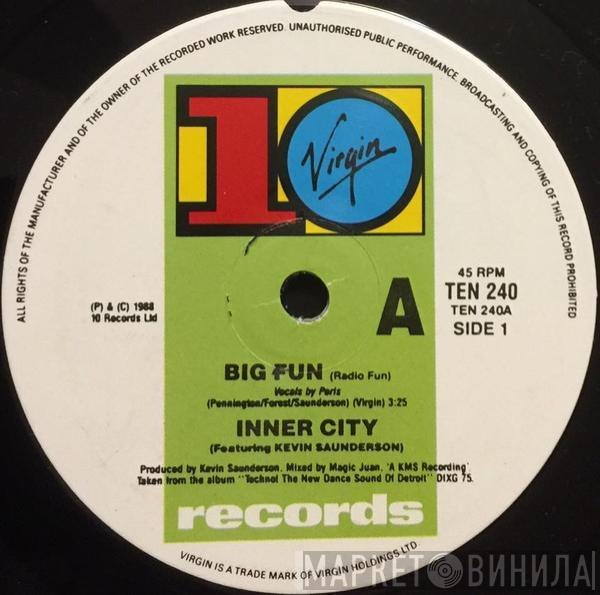 ALL RIGHTS OF THE MANUFACTURER AND OF THE OWNER OF THE RECORDED WORK RESERVED. UNAUTHORISED PUBLIC PERFORMANCE, BROADCASTING AND COPYING OF THIS RECORD PROHIBITED
10
Virgin
(P) & (C) 1988
10 Records Ltd
A
45 RPM
TEN 240
TEN 240A
SIDE 1
BIG FUN (Radio Fun)
Vocals by Paris
(Pennington/Forest/Saunderson) (Virgin) 3:25
INNER CITY
(Featuring KEVIN SAUNDERSON)
Produced by Kevin Saunderson. Mixed by Magic Juan. 'A KMS Recording'
Taken from the album "Techno! The New Dance Sound Of Detroit" DIXG 75.
records
VIRGIN IS A TRADE MARK OF VIRGIN HOLDINGS LTD
МАРКЕТ ВИНИЛА